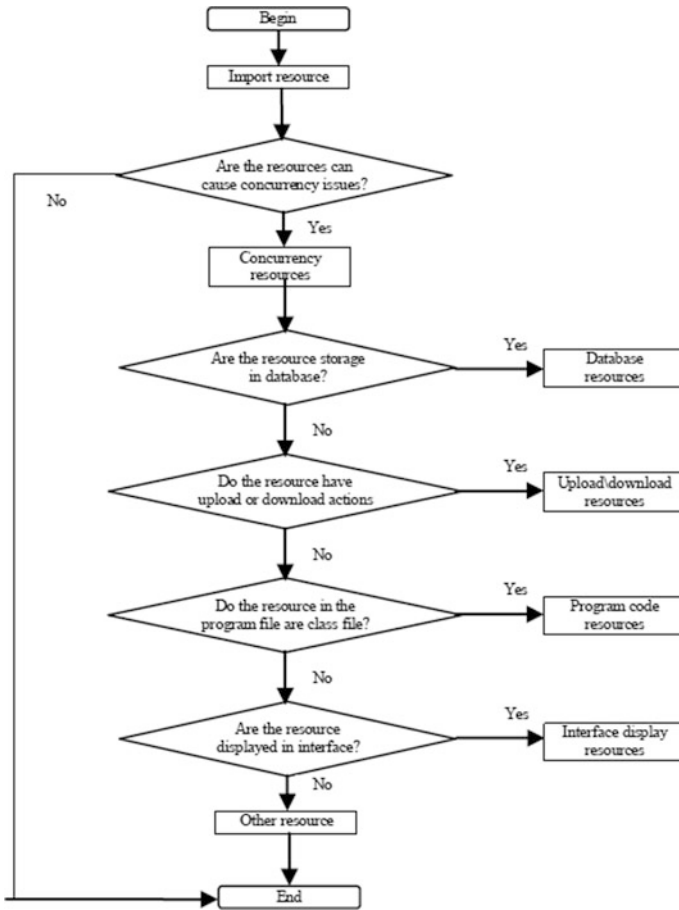 Begin
Import resource
Are the resources can
cause concurrency issues?
No
Yes
Concurrency
resources
Are the resource storage
in database?
Yes
Database
resources
No
Do the resource have
upload or download actions
Yes
Upload\download
resources
No
Do the resource in the
program file are class file?
Yes
Program code
resources
No
Are the resource
displayed in interface?
Yes
Interface display
resources
No
Other resource
End